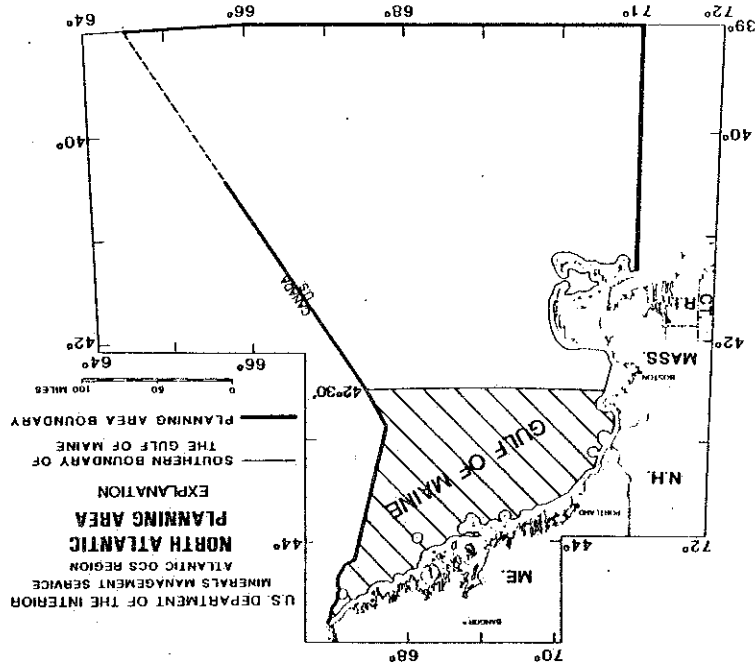 70° 68°
BANGOR
ME.
U.S. DEPARTMENT OF THE INTERIOR
MINERALS MANAGEMENT SERVICE
ATLANTIC OCS REGION
NORTH ATLANTIC
PLANNING AREA
EXPLANATION
SOUTHERN BOUNDARY OF
THE GULF OF MAINE
PLANNING AREA BOUNDARY
0 50 100 MILES
72°
44° 44°
PORTLAND
N.H.
GULF OF MAINE
42°30'
BOSTON
MASS.
66° 64°
42° 42°
CT. R.I.
CANADA
U.S.
40° 40°
39°
72° 71° 68° 66° 64°